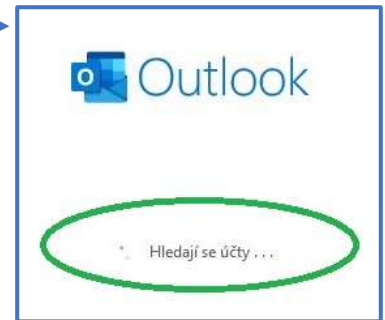 Outlook
Hledají se účty . . .